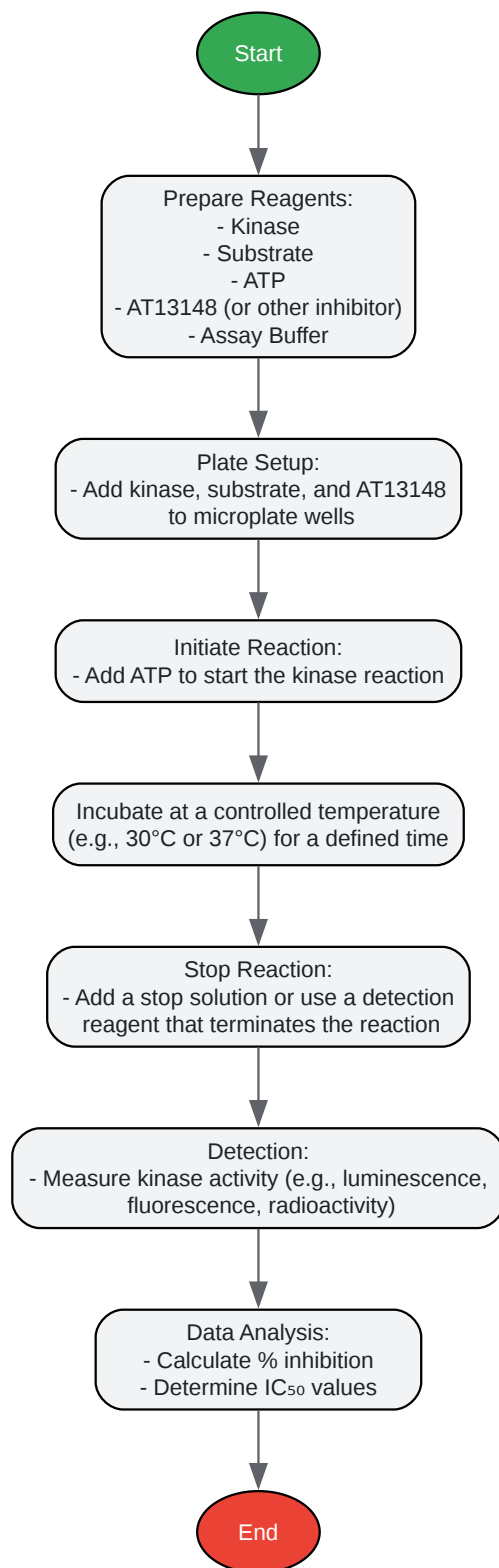 Start
Prepare Reagents:
- Kinase
- Substrate
- ATP
- AT13148 (or other inhibitor)
- Assay Buffer
Plate Setup:
- Add kinase, substrate, and AT13148
to microplate wells
Initiate Reaction:
- Add ATP to start the kinase reaction
Incubate at a controlled temperature
(e.g., 30°C or 37°C) for a defined time
Stop Reaction:
- Add a stop solution or use a detection
reagent that terminates the reaction
Detection:
- Measure kinase activity (e.g., luminescence,
fluorescence, radioactivity)
Data Analysis:
- Calculate % inhibition
- Determine IC₅₀ values
End